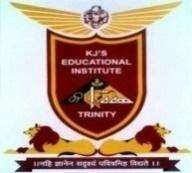 KJ'S
EDUCATIONAL
INSTITUTE
TRINITY
॥नहि ज्ञानेन सदृश्यं पवित्रमिह विद्यते ॥